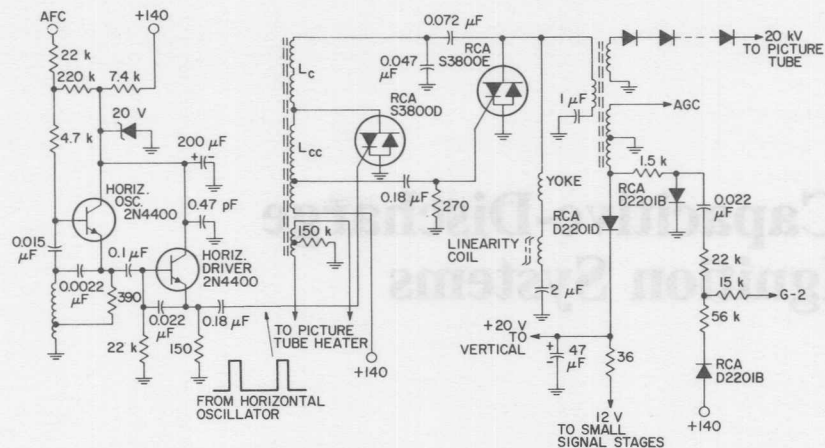 AFC
+140
22 k
220 k
7.4 k
20 V
4.7 k
200 µF
+
−
HORIZ.
OSC.
2N4400
0.47 pF
0.015
µF
0.1 µF
HORIZ.
DRIVER
2N4400
0.0022
µF
390
0.022
µF
0.18 µF
22 k
150
FROM HORIZONTAL
OSCILLATOR
LC
LCC
150 k
TO PICTURE
TUBE HEATER
+140
RCA
S3800D
0.072 µF
0.047
µF
RCA
S3800E
0.18 µF
270
1 µF
YOKE
LINEARITY
COIL
2 µF
20 kV
TO PICTURE
TUBE
AGC
1.5 k
RCA
D2201D
RCA
D2201B
0.022
µF
22 k
15 k
G-2
56 k
RCA
D2201B
+140
+20 V
TO
VERTICAL
+
−
47
µF
36
12 V
TO SMALL
SIGNAL STAGES
Capacitive-Discharge
Ignition Systems